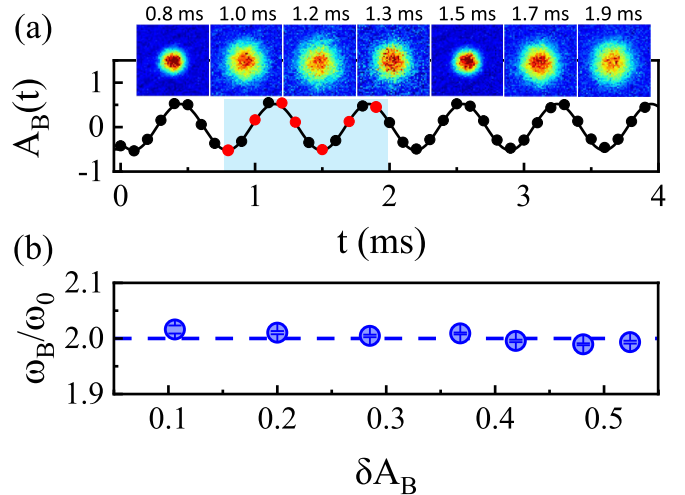 (a)
0.8 ms 1.0 ms 1.2 ms 1.3 ms 1.5 ms 1.7 ms 1.9 ms
A_B(t)
1
0
-1
0 1 2 3 4
t (ms)
(b)
ω_B/ω_0
2.1
2.0
1.9
0.1 0.2 0.3 0.4 0.5
δA_B